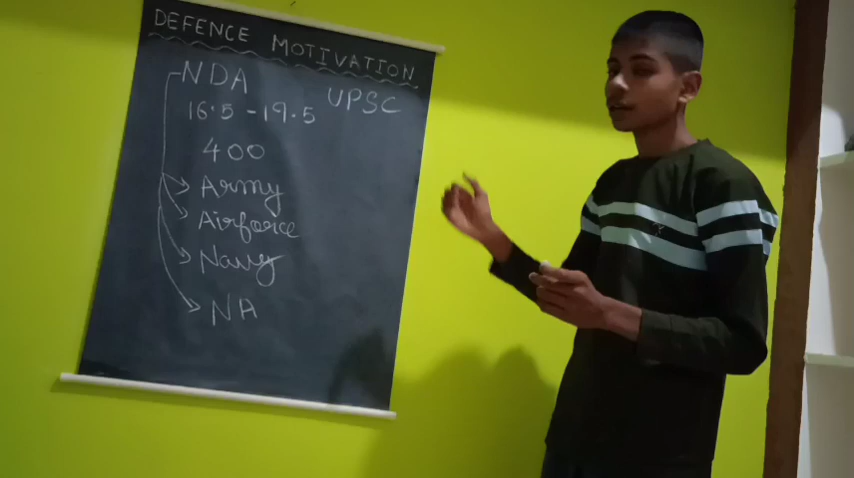 DEFENCE MOTIVATION
NDA
UPSC
16.5 - 19.5
400
Army
Airforce
Navy
NA